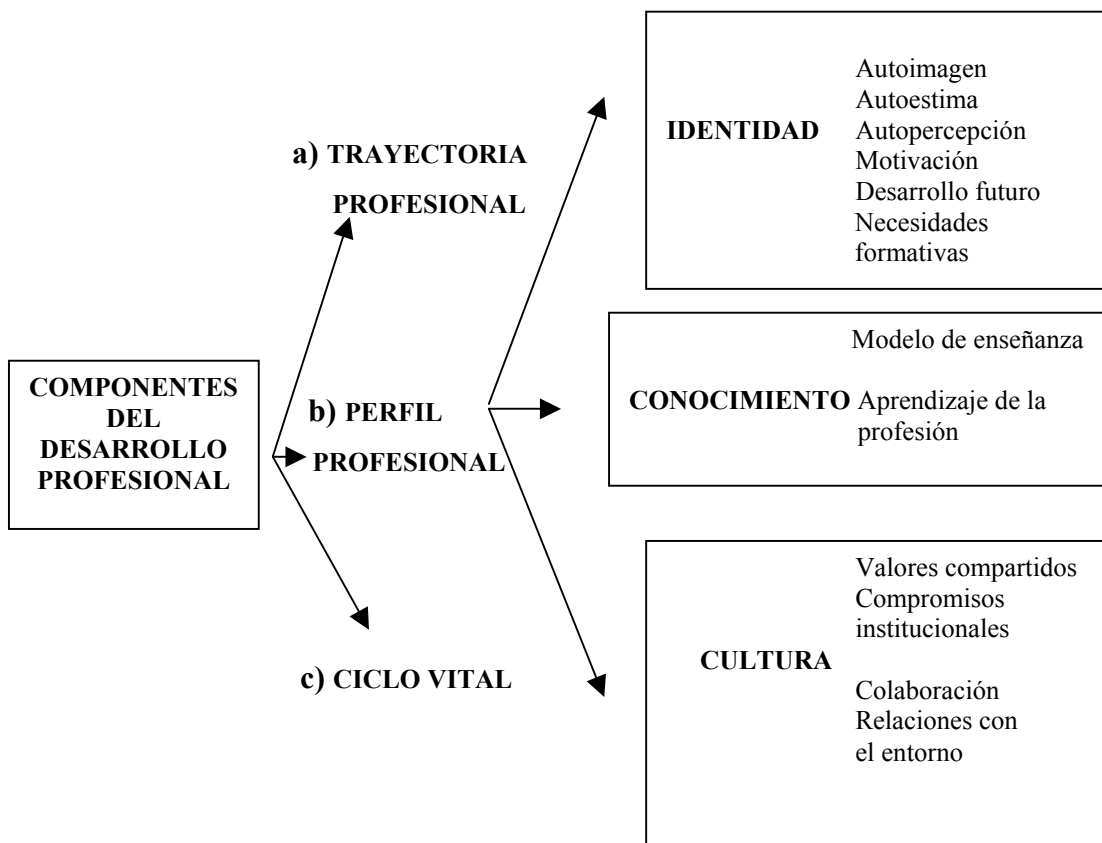 COMPONENTES
DEL
DESARROLLO
PROFESIONAL
a) TRAYECTORIA
PROFESIONAL
b) PERFIL
PROFESIONAL
c) CICLO VITAL
IDENTIDAD
Autoimagen
Autoestima
Autopercepción
Motivación
Desarrollo futuro
Necesidades
formativas
CONOCIMIENTO
Modelo de enseñanza
Aprendizaje de la
profesión
CULTURA
Valores compartidos
Compromisos
institucionales
Colaboración
Relaciones con
el entorno